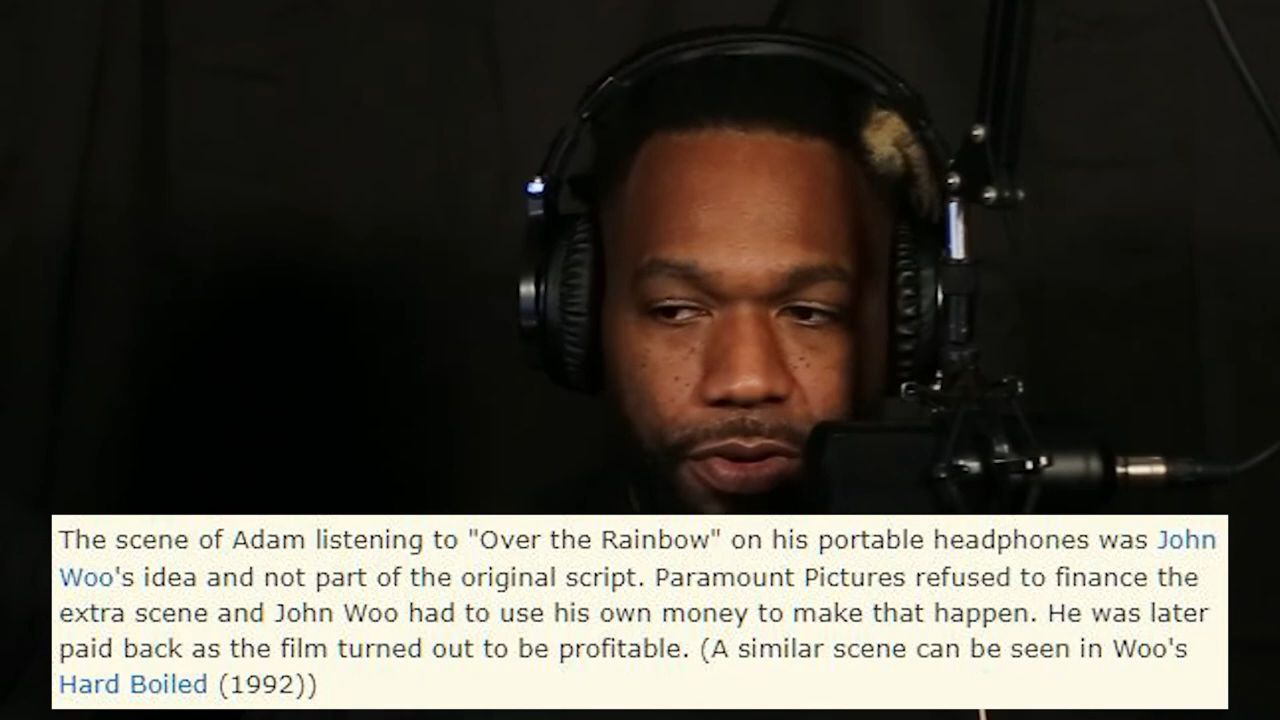 The scene of Adam listening to "Over the Rainbow" on his portable headphones was John
Woo's idea and not part of the original script. Paramount Pictures refused to finance the
extra scene and John Woo had to use his own money to make that happen. He was later
paid back as the film turned out to be profitable. (A similar scene can be seen in Woo's
Hard Boiled (1992))